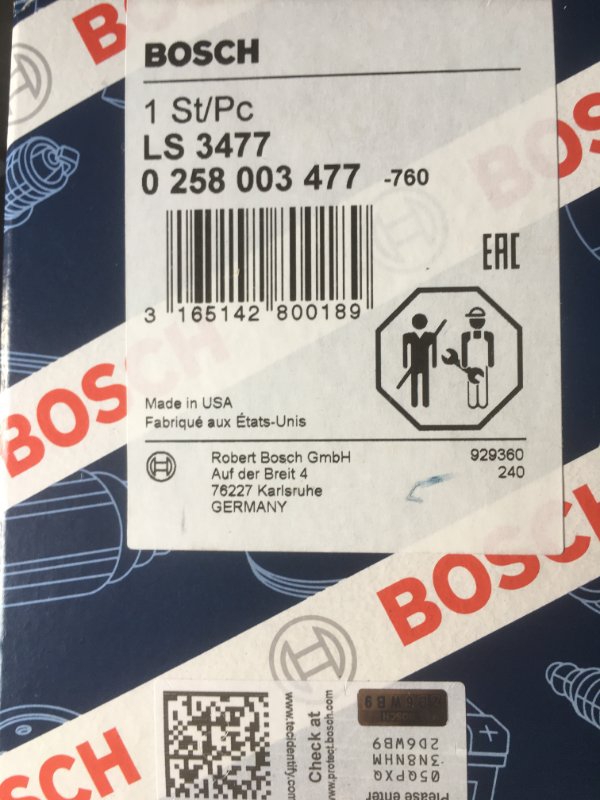 BOSCH
1 St/Pc
LS 3477
0 258 003 477 -760
EAC
3 165142 800189
Made in USA
Fabriqué aux États-Unis
Robert Bosch GmbH
Auf der Breit 4
76227 Karlsruhe
GERMANY
929360
240
BOSCH
BOSCH
BOSCH
www.tecidentify.com
Check at
www.protect.bosch.com
2D6WB9
2D6WB9
3N8NHM
05QPXQ
Please enter